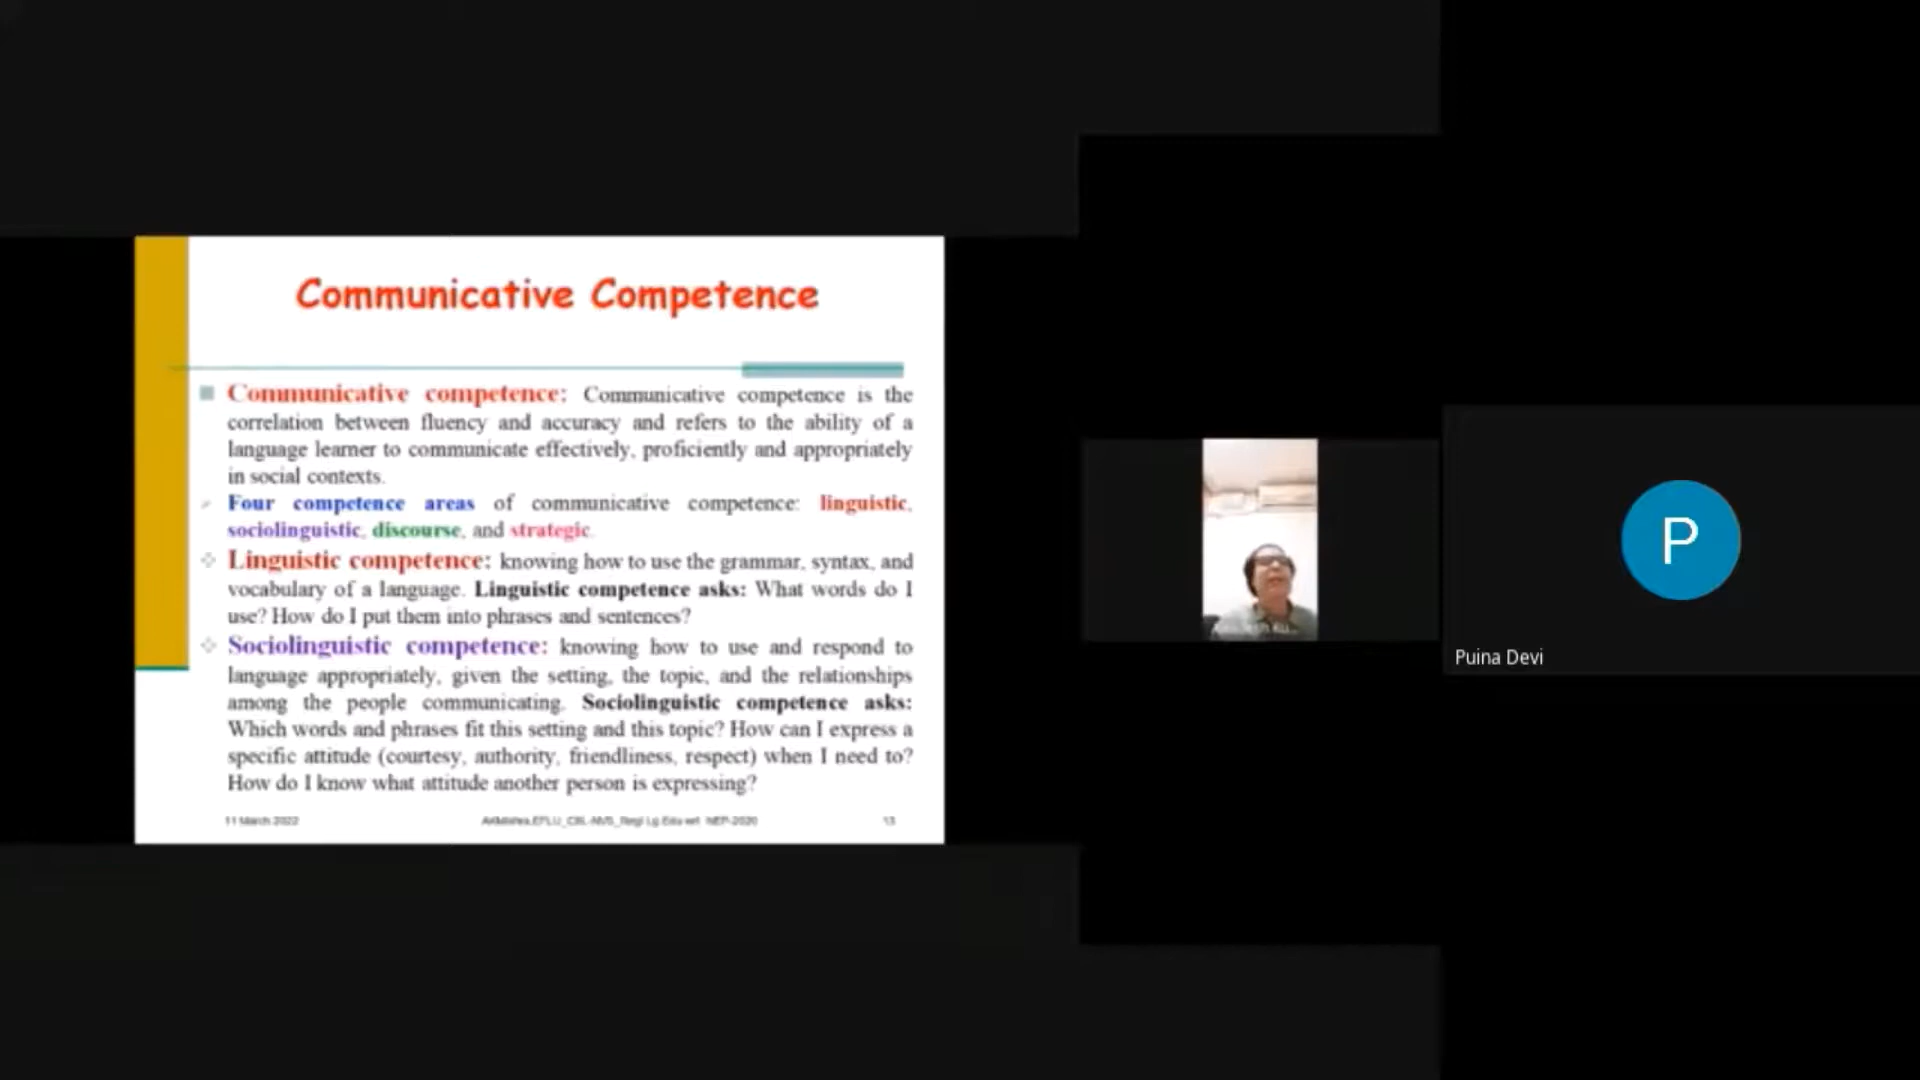 Communicative Competence
Communicative competence: Communicative competence is the
correlation between fluency and accuracy and refers to the ability of a
language learner to communicate effectively, proficiently and appropriately
in social contexts.
Four competence areas of communicative competence: linguistic,
sociolinguistic, discourse, and strategic.
Linguistic competence: knowing how to use the grammar, syntax, and
vocabulary of a language. Linguistic competence asks: What words do I
use? How do I put them into phrases and sentences?
Sociolinguistic competence: knowing how to use and respond to
language appropriately, given the setting, the topic, and the relationships
among the people communicating. Sociolinguistic competence asks:
Which words and phrases fit this setting and this topic? How can I express a
specific attitude (courtesy, authority, friendliness, respect) when I need to?
How do I know what attitude another person is expressing?
11 March 2022 NEP-2020 13
P
Puina Devi